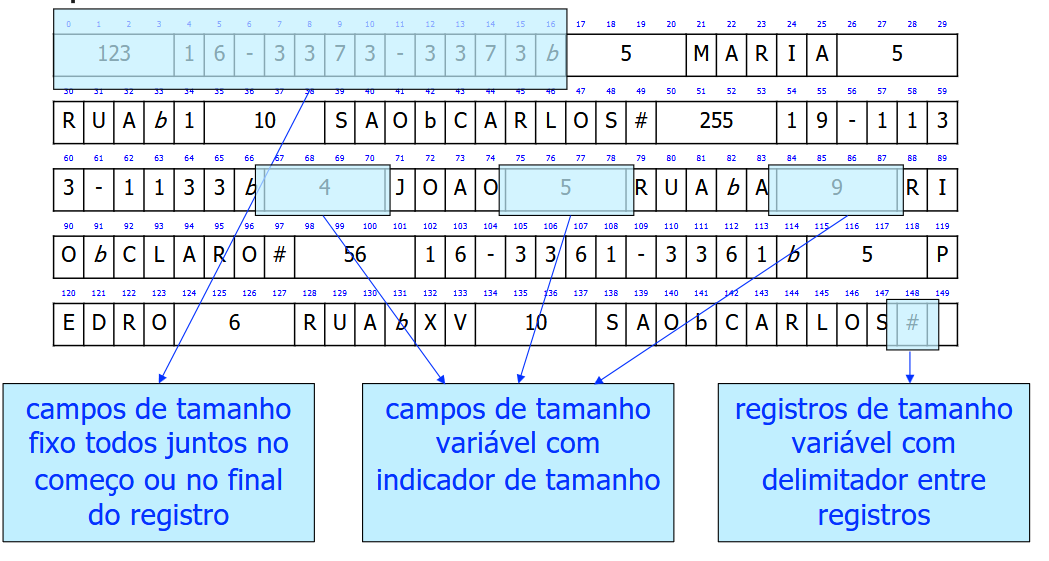 0 1 2 3 4 5 6 7 8 9 10 11 12 13 14 15 16 17 18 19 20 21 22 23 24 25 26 27 28 29
123 1 6 - 3 3 7 3 - 3 3 7 3 b 5 M A R I A 5
30 31 32 33 34 35 36 37 38 39 40 41 42 43 44 45 46 47 48 49 50 51 52 53 54 55 56 57 58 59
R U A b 1 10 S A O b C A R L O S # 255 1 9 - 1 1 3
60 61 62 63 64 65 66 67 68 69 70 71 72 73 74 75 76 77 78 79 80 81 82 83 84 85 86 87 88 89
3 - 1 1 3 3 b 4 J O A O 5 R U A b A 9 R I
90 91 92 93 94 95 96 97 98 99 100 101 102 103 104 105 106 107 108 109 110 111 112 113 114 115 116 117 118 119
O b C L A R O # 56 1 6 - 3 3 6 1 - 3 3 6 1 b 5 P
120 121 122 123 124 125 126 127 128 129 130 131 132 133 134 135 136 137 138 139 140 141 142 143 144 145 146 147 148 149
E D R O 6 R U A b X V 10 S A O b C A R L O S #
campos de tamanho
fixo todos juntos no
começo ou no final
do registro
campos de tamanho
variável com
indicador de tamanho
registros de tamanho
variável com
delimitador entre
registros